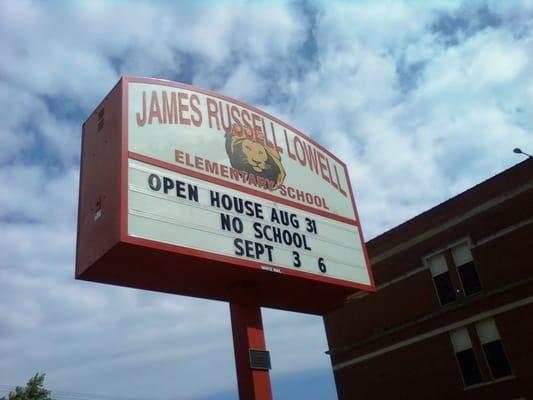 JAMES RUSSELL LOWELL
ELEMENTARY SCHOOL
OPEN HOUSE AUG 31
NO SCHOOL
SEPT 3 6